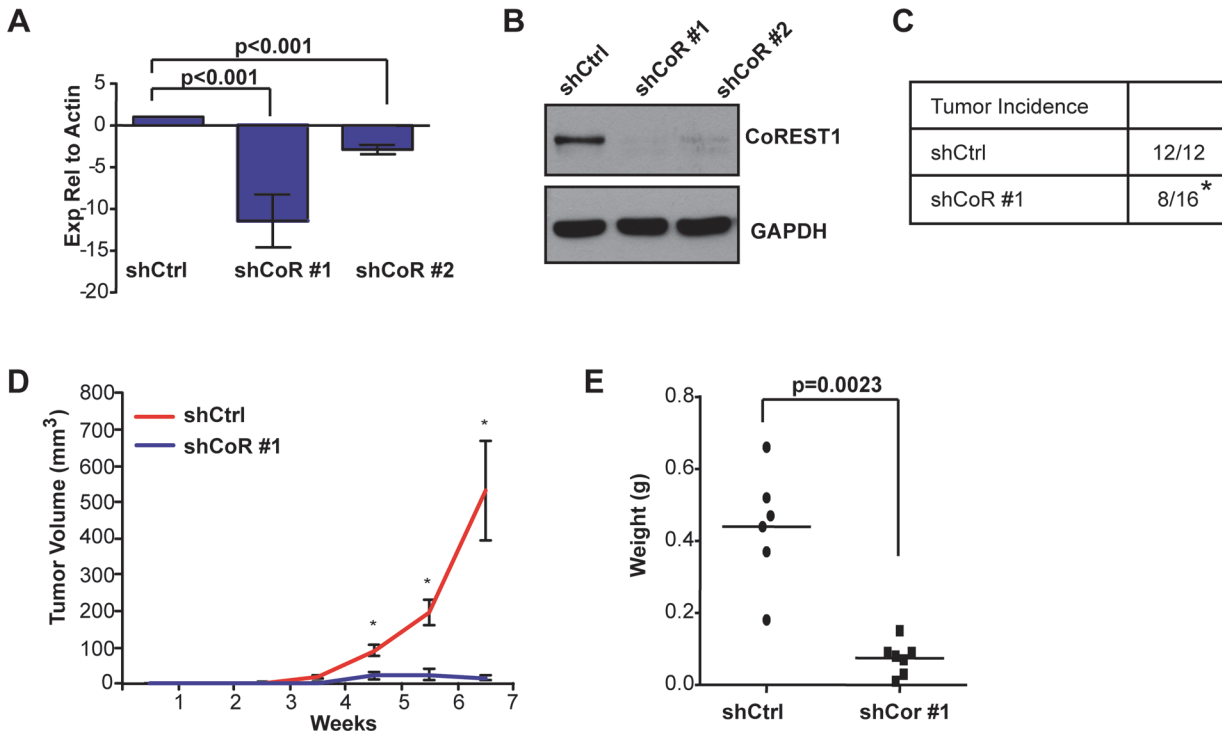 A
p<0.001
p<0.001
Exp Rel to Actin
5
0
-5
-10
-15
-20
shCtrl
shCoR #1
shCoR #2
B
shCtrl
shCoR #1
shCoR #2
CoREST1
GAPDH
C
Tumor Incidence
shCtrl 12/12
shCoR #1 8/16*
D
Tumor Volume (mm3)
800
700
600
500
400
300
200
100
0
shCtrl
shCoR #1
*
*
*
1 2 3 4 5 6 7
Weeks
E
p=0.0023
Weight (g)
0.8
0.6
0.4
0.2
0.0
shCtrl
shCor #1